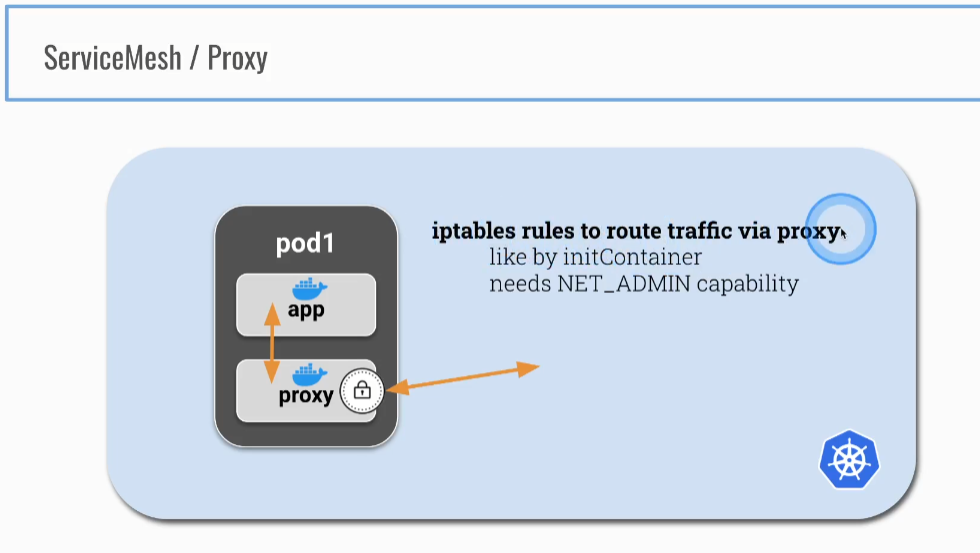 ServiceMesh / Proxy
pod1
app
proxy
iptables rules to route traffic via proxy
like by initContainer
needs NET_ADMIN capability